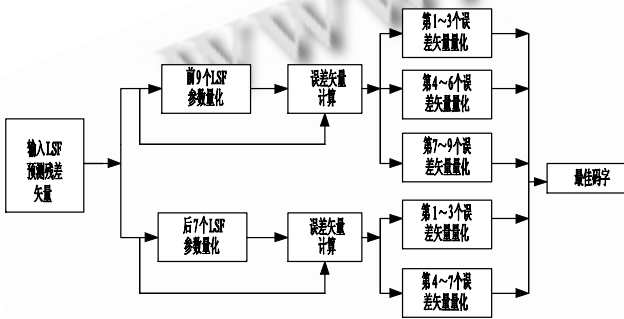 输入LSF
预测残差
矢量
前9个LSF
参数量化
误差矢量
计算
第1~3个误
差矢量量化
第4~6个误
差矢量量化
第7~9个误
差矢量量化
后7个LSF
参数量化
误差矢量
计算
第1~3个误
差矢量量化
第4~7个误
差矢量量化
最佳码字